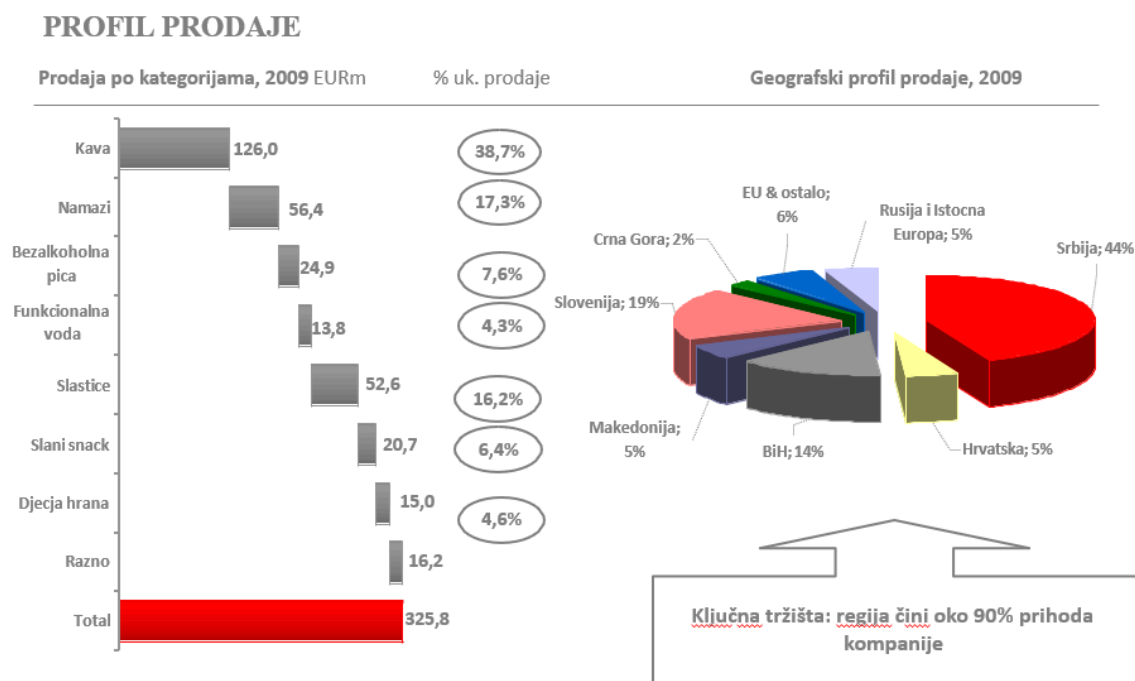 PROFIL PRODAJE
Prodaja po kategorijama, 2009 EURm
% uk. prodaje
Geografski profil prodaje, 2009
Kava
126,0
38,7%
Namazi
56,4
17,3%
Bezalkoholna
pica
24,9
7,6%
Funkcionalna
voda
13,8
4,3%
Slastice
52,6
16,2%
Slani snack
20,7
6,4%
Djecja hrana
15,0
4,6%
Razno
16,2
Total
325,8
EU & ostalo;
6%
Rusija i Istocna
Europa; 5%
Crna Gora; 2%
Srbija; 44%
Slovenija; 19%
Makedonija;
5%
BiH; 14%
Hrvatska; 5%
Ključna tržišta: regija čini oko 90% prihoda
kompanije